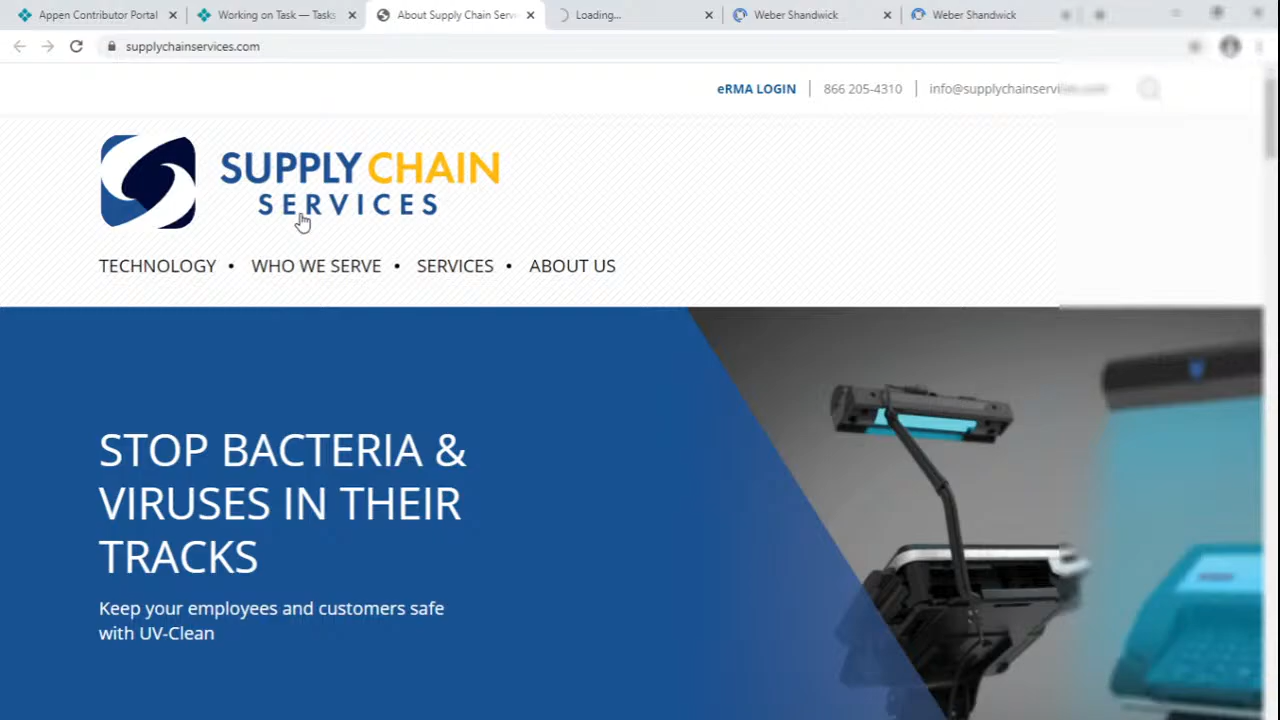 Appen Contributor Portal
Working on Task — Tasks
About Supply Chain Serv
Loading...
Weber Shandwick
Weber Shandwick
supplychainservices.com
eRMA LOGIN
866 205-4310
SUPPLY CHAIN
SERVICES
TECHNOLOGY • WHO WE SERVE • SERVICES • ABOUT US
STOP BACTERIA &
VIRUSES IN THEIR
TRACKS
Keep your employees and customers safe
with UV-Clean